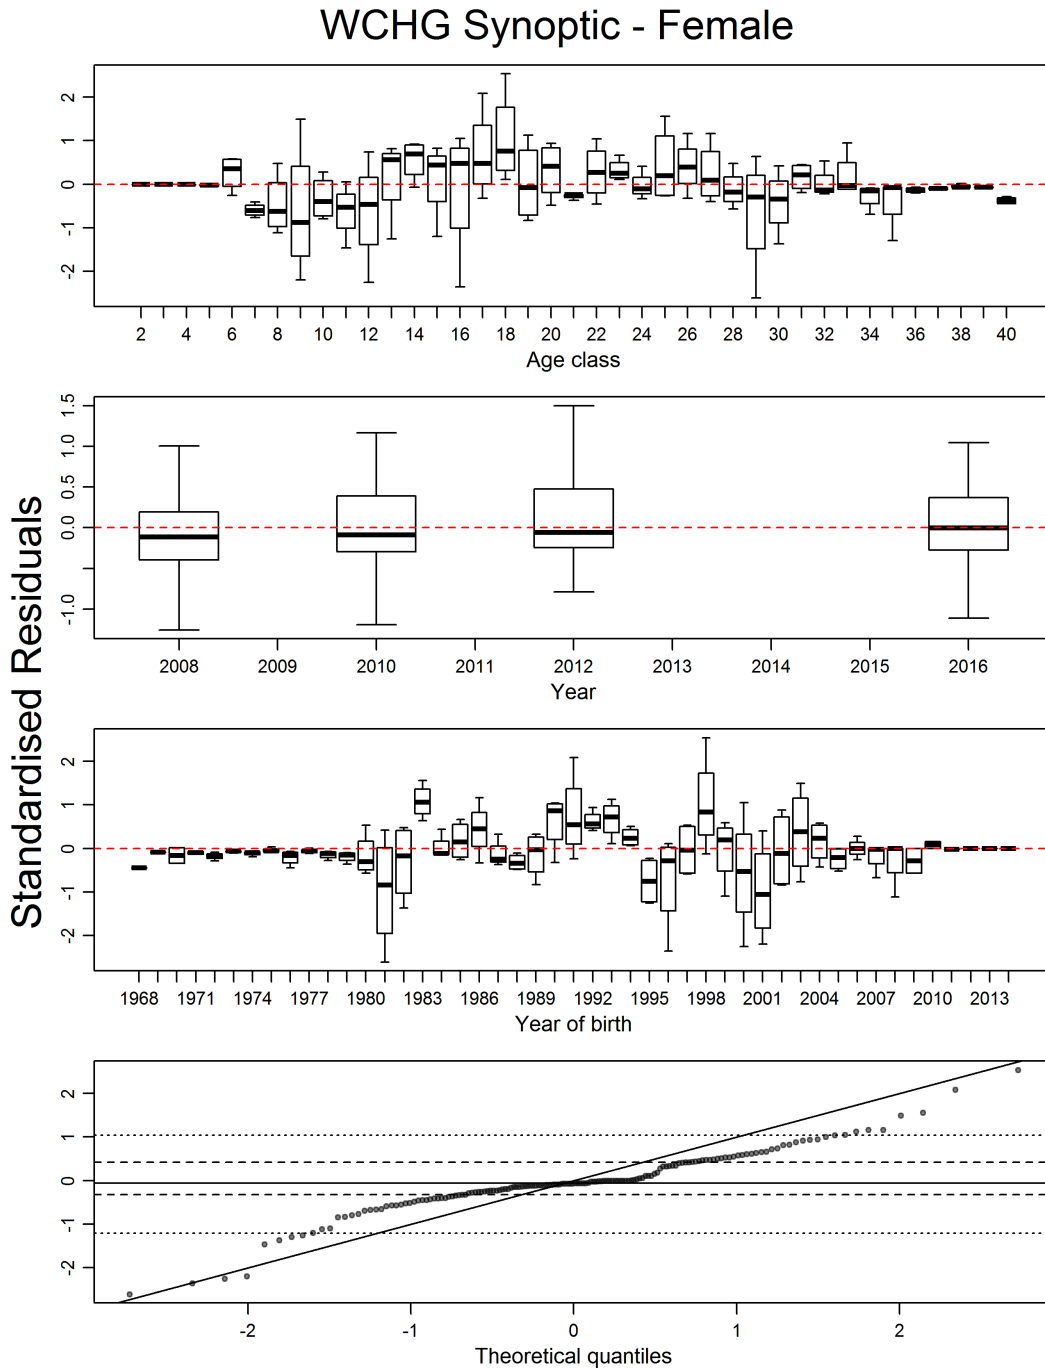 WCHG Synoptic - Female
Standardised Residuals
2
1
0
-1
-2
2 4 6 8 10 12 14 16 18 20 22 24 26 28 30 32 34 36 38 40
Age class
1.5
1.0
0.5
0.0
-1.0
2008 2009 2010 2011 2012 2013 2014 2015 2016
Year
2
1
0
-1
-2
1968 1971 1974 1977 1980 1983 1986 1989 1992 1995 1998 2001 2004 2007 2010 2013
Year of birth
2
1
0
-1
-2
-2 -1 0 1 2
Theoretical quantiles